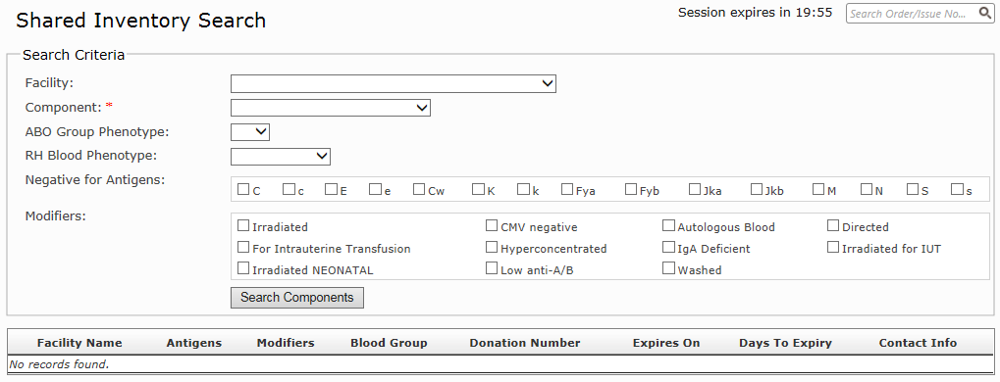 Shared Inventory Search
Session expires in 19:55
Search Order/Issue No...
Search Criteria
Facility:
Component: *
ABO Group Phenotype:
RH Blood Phenotype:
Negative for Antigens: C c E e Cw K k Fya Fyb Jka Jkb M N S s
Modifiers:
Irradiated CMV negative Autologous Blood Directed
For Intrauterine Transfusion Hyperconcentrated IgA Deficient Irradiated for IUT
Irradiated NEONATAL Low anti-A/B Washed
Search Components
Facility Name Antigens Modifiers Blood Group Donation Number Expires On Days To Expiry Contact Info
No records found.